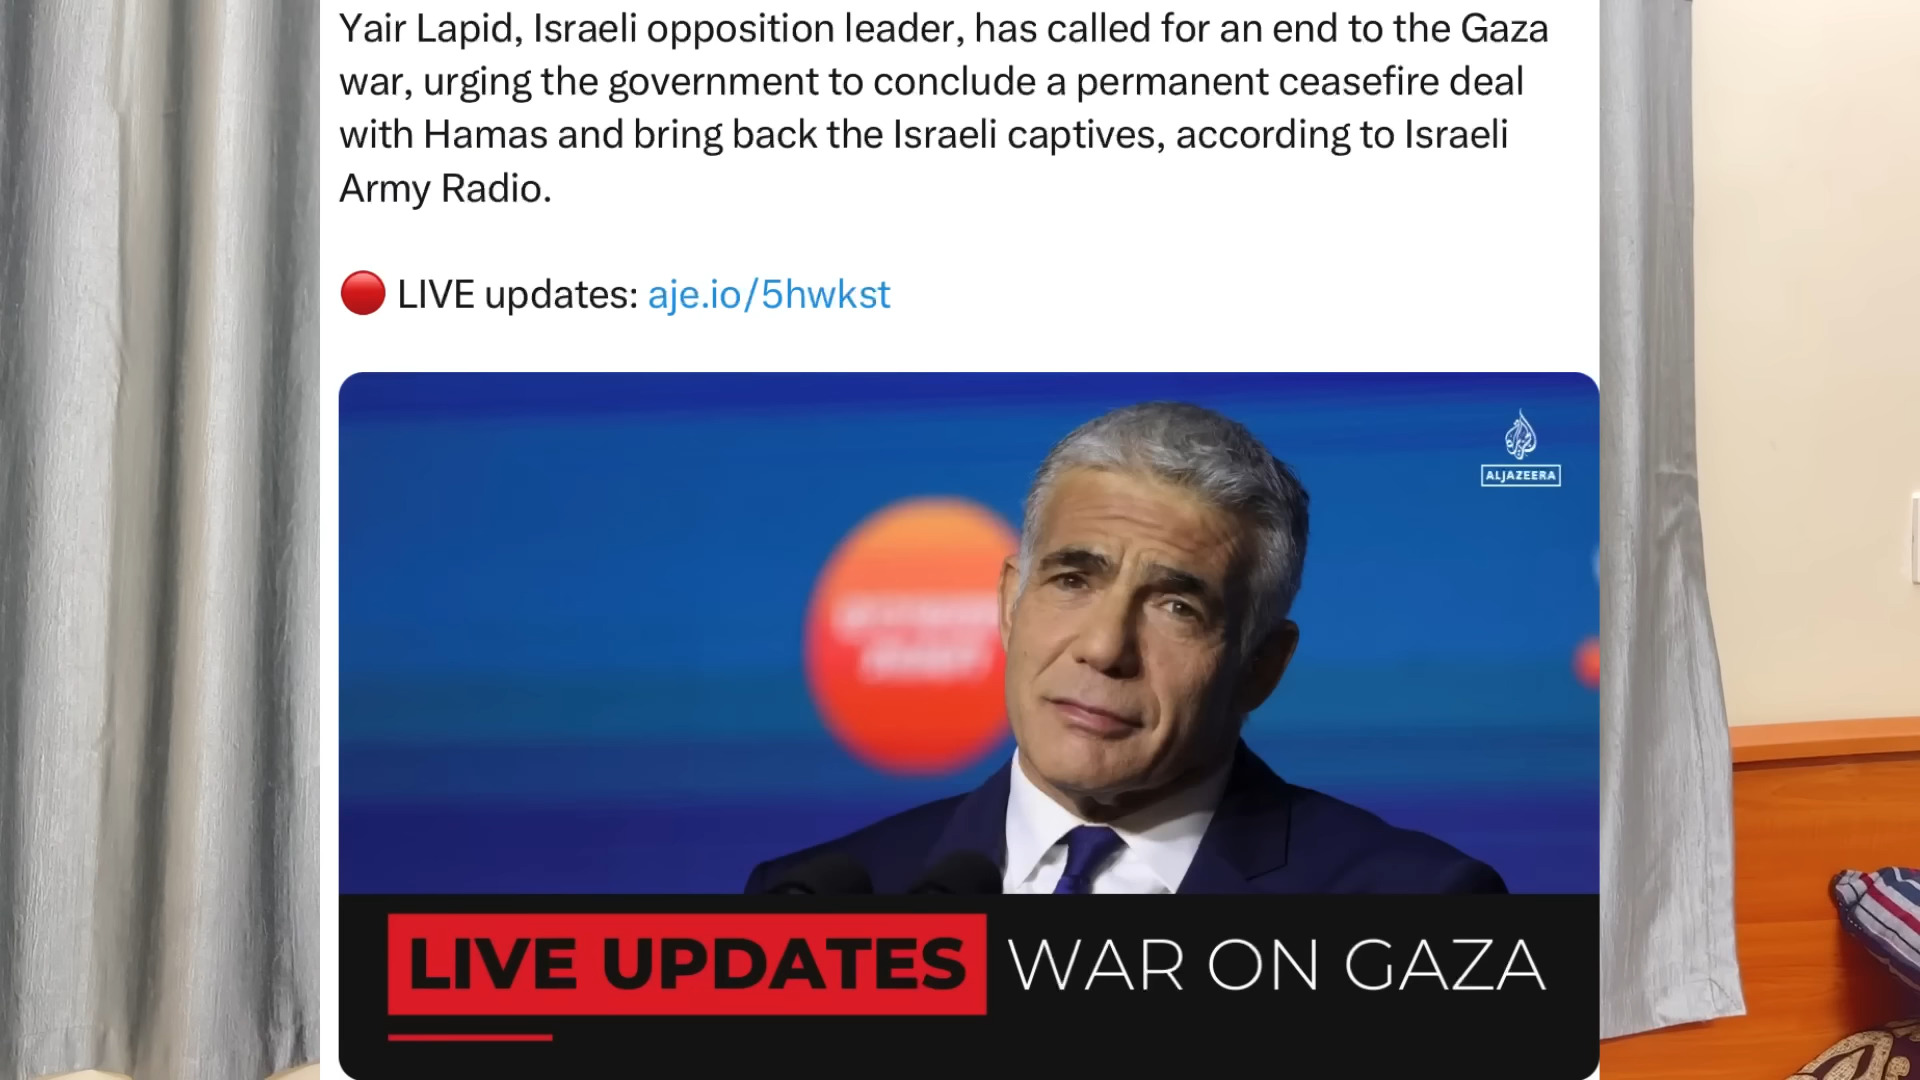 Yair Lapid, Israeli opposition leader, has called for an end to the Gaza
war, urging the government to conclude a permanent ceasefire deal
with Hamas and bring back the Israeli captives, according to Israeli
Army Radio.
🔴 LIVE updates: aje.io/5hwkst
ALJAZEERA
LIVE UPDATES WAR ON GAZA